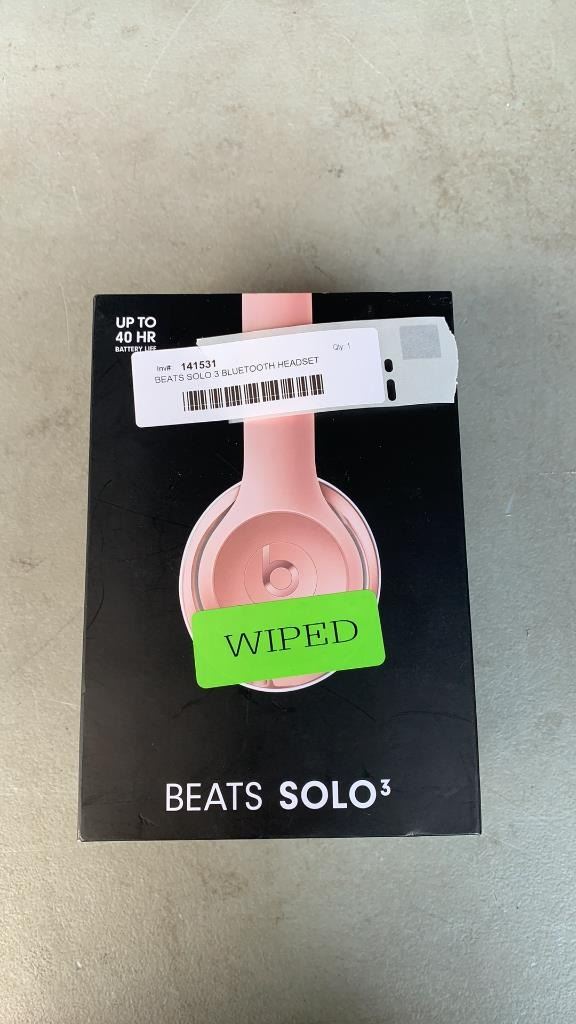 UP TO
40 HR
BATTERY LIFE
Inv#: 141531
Qty: 1
BEATS SOLO 3 BLUETOOTH HEADSET
b
WIPED
BEATS SOLO³